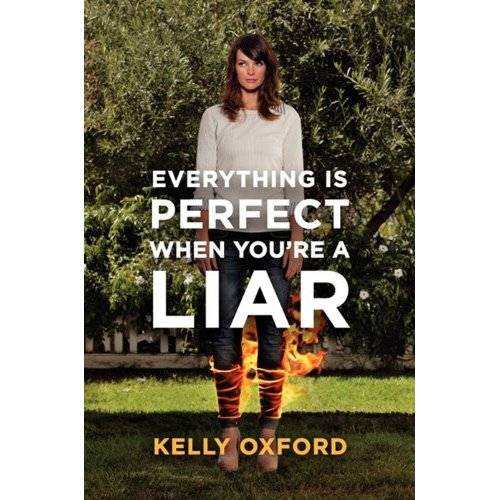 EVERYTHING IS
PERFECT
WHEN YOU'RE A
LIAR
KELLY OXFORD